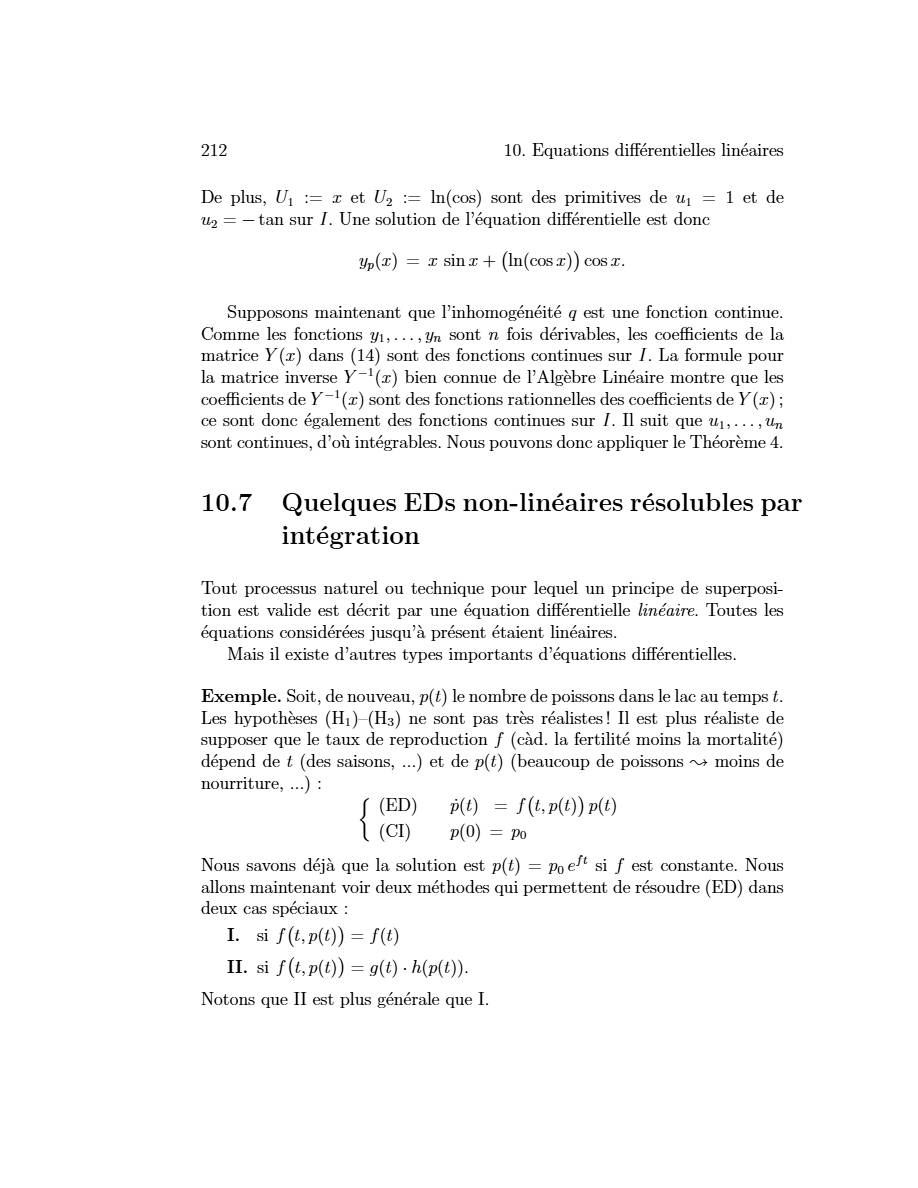 212 10. Equations différentielles linéaires
De plus, U₁ := x et U₂ := ln(cos) sont des primitives de u₁ = 1 et de
u₂ = − tan sur I. Une solution de l'équation différentielle est donc
yₚ(x) = x sin x + (ln(cos x)) cos x.
Supposons maintenant que l'inhomogénéité q est une fonction continue.
Comme les fonctions y₁, . . . , yₙ sont n fois dérivables, les coefficients de la
matrice Y(x) dans (14) sont des fonctions continues sur I. La formule pour
la matrice inverse Y⁻¹(x) bien connue de l'Algèbre Linéaire montre que les
coefficients de Y⁻¹(x) sont des fonctions rationnelles des coefficients de Y(x) ;
ce sont donc également des fonctions continues sur I. Il suit que u₁, . . . , uₙ
sont continues, d'où intégrables. Nous pouvons donc appliquer le Théorème 4.
10.7 Quelques EDs non-linéaires résolubles par
intégration
Tout processus naturel ou technique pour lequel un principe de superposi-
tion est valide est décrit par une équation différentielle linéaire. Toutes les
équations considérées jusqu'à présent étaient linéaires.
Mais il existe d'autres types importants d'équations différentielles.
Exemple. Soit, de nouveau, p(t) le nombre de poissons dans le lac au temps t.
Les hypothèses (H₁)–(H₃) ne sont pas très réalistes ! Il est plus réaliste de
supposer que le taux de reproduction f (càd. la fertilité moins la mortalité)
dépend de t (des saisons, ...) et de p(t) (beaucoup de poissons ⇝ moins de
nourriture, ...) :
(ED) ṗ(t) = f(t, p(t)) p(t)
(CI) p(0) = p₀
Nous savons déjà que la solution est p(t) = p₀ eᶠᵗ si f est constante. Nous
allons maintenant voir deux méthodes qui permettent de résoudre (ED) dans
deux cas spéciaux :
I. si f(t, p(t)) = f(t)
II. si f(t, p(t)) = g(t) · h(p(t)).
Notons que II est plus générale que I.